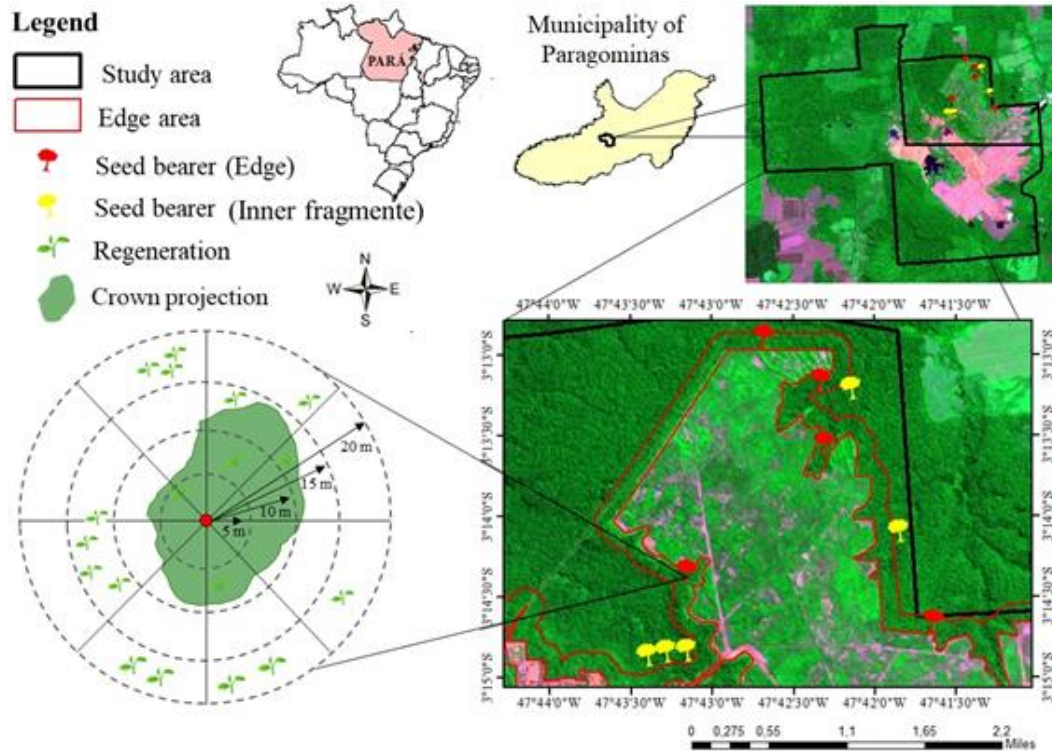 Legend
Study area
Edge area
Seed bearer (Edge)
Seed bearer (Inner fragmente)
Regeneration
Crown projection
PARÁ
Municipality of
Paragominas
N
W E
S
20 m
15 m
10 m
5 m
47°44'0"W 47°43'30"W 47°43'0"W 47°42'30"W 47°42'0"W 47°41'30"W
3°13'0"S 3°13'0"S
3°13'30"S 3°13'30"S
3°14'0"S 3°14'0"S
3°14'30"S 3°14'30"S
3°15'0"S 3°15'0"S
47°44'0"W 47°43'30"W 47°43'0"W 47°42'30"W 47°42'0"W 47°41'30"W
0 0,275 0,55 1,1 1,65 2,2
Miles